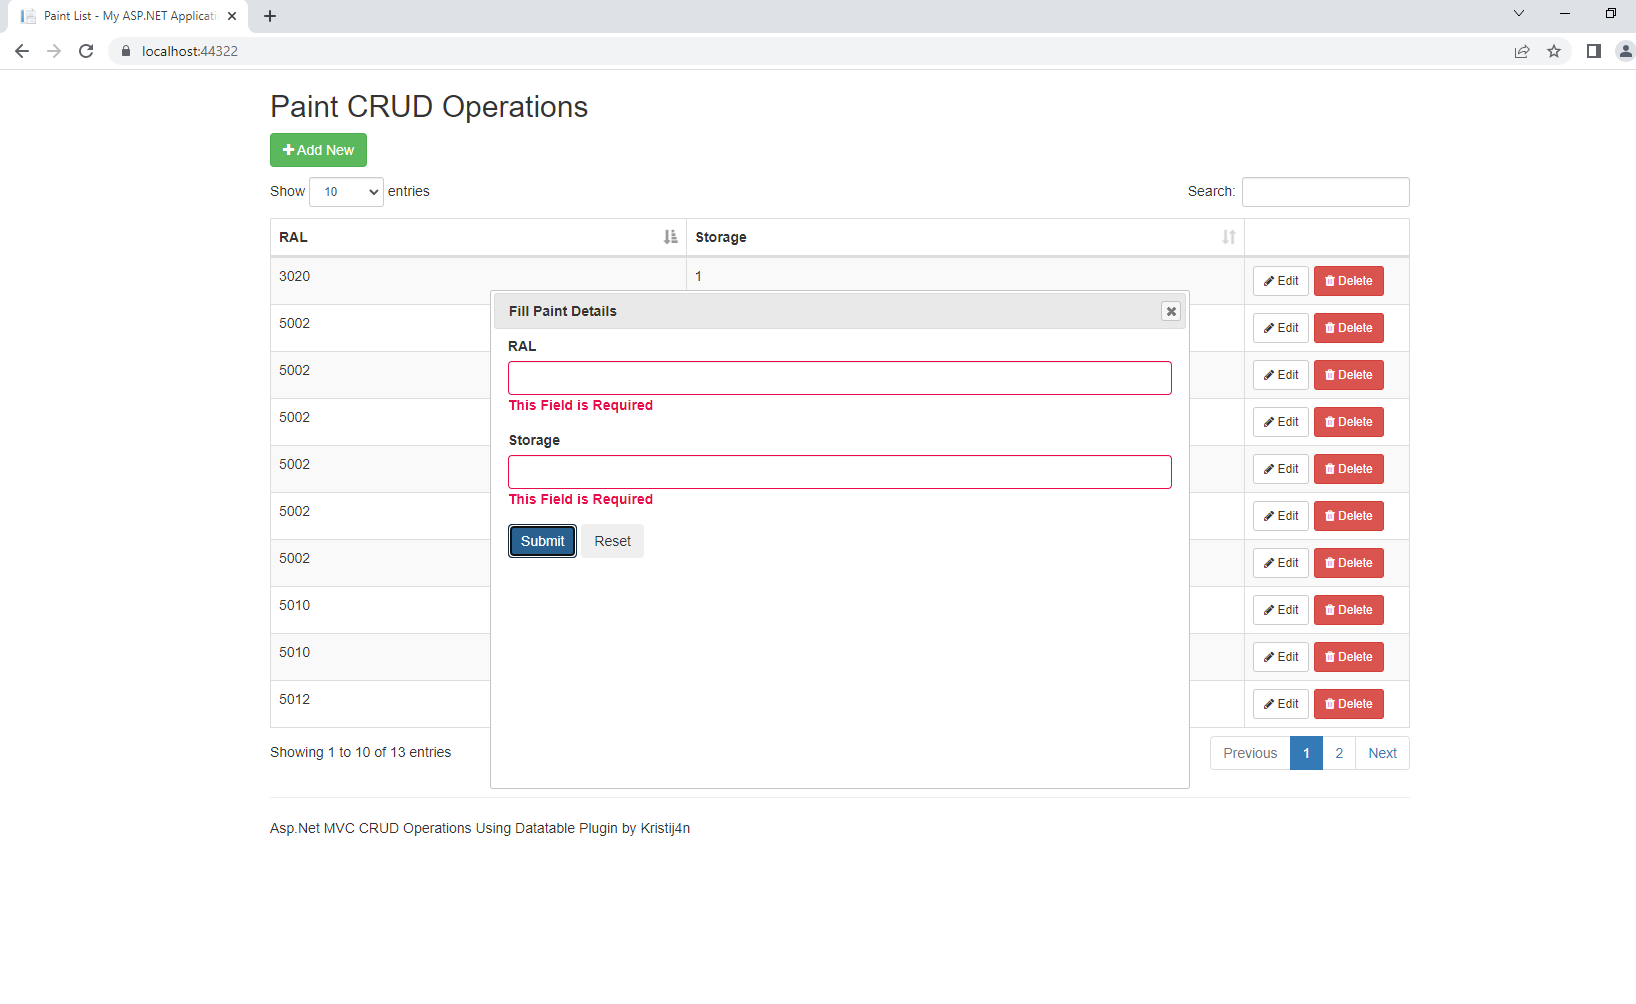 Paint List - My ASP.NET Applicati
localhost:44322
Paint CRUD Operations
Add New
Show 10 entries
Search:
RAL Storage
3020 1 Edit Delete
Fill Paint Details
5002 Edit Delete
RAL
5002 Edit Delete
This Field is Required
5002 Edit Delete
Storage
5002 Edit Delete
This Field is Required
5002 Edit Delete
Submit Reset
5002 Edit Delete
5010 Edit Delete
5010 Edit Delete
5012 Edit Delete
Showing 1 to 10 of 13 entries
Previous 1 2 Next
Asp.Net MVC CRUD Operations Using Datatable Plugin by Kristij4n